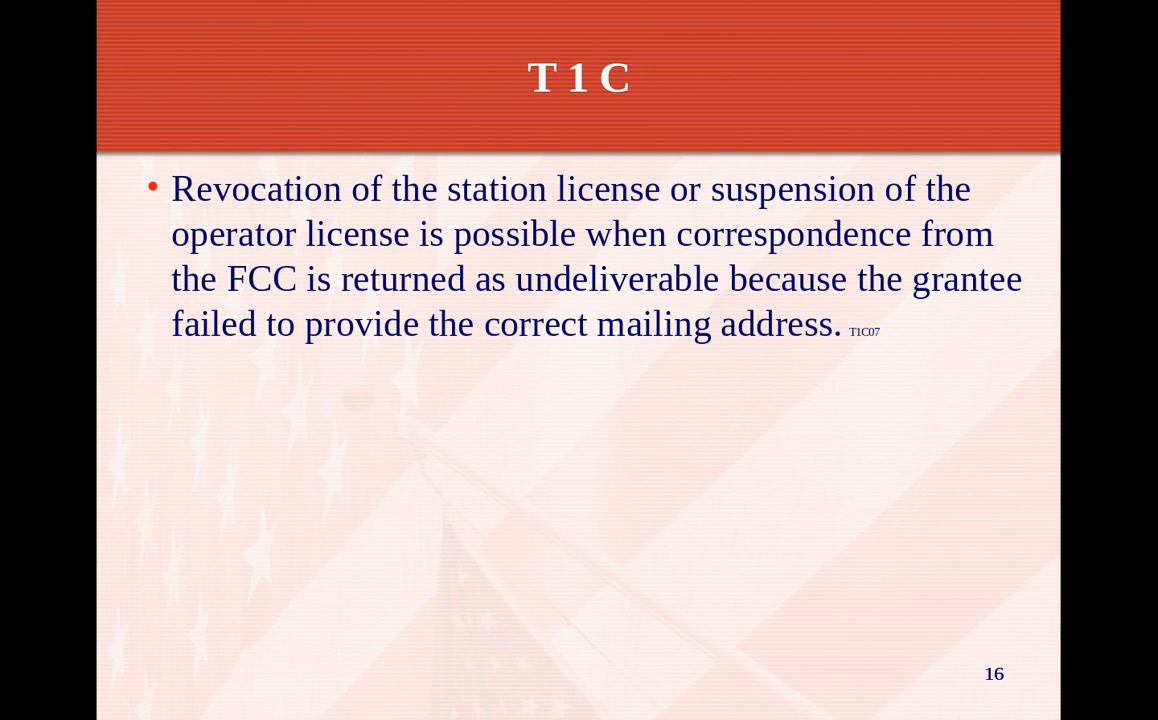 T 1 C
• Revocation of the station license or suspension of the
operator license is possible when correspondence from
the FCC is returned as undeliverable because the grantee
failed to provide the correct mailing address. T1C07
16